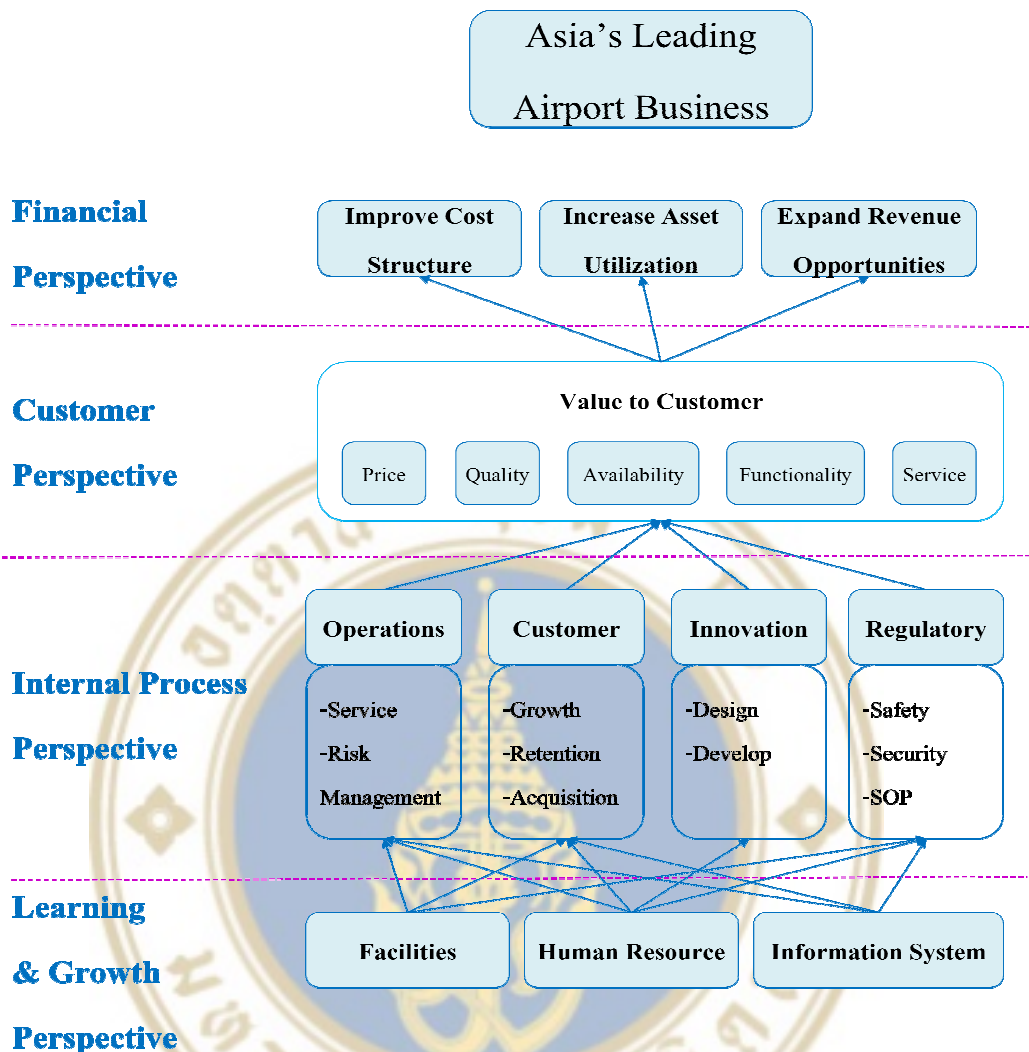 Asia's Leading
Airport Business
Financial
Perspective
Improve Cost
Structure
Increase Asset
Utilization
Expand Revenue
Opportunities
Customer
Perspective
Value to Customer
Price
Quality
Availability
Functionality
Service
Internal Process
Perspective
Operations
-Service
-Risk
Management
Customer
-Growth
-Retention
-Acquisition
Innovation
-Design
-Develop
Regulatory
-Safety
-Security
-SOP
Learning
& Growth
Perspective
Facilities
Human Resource
Information System